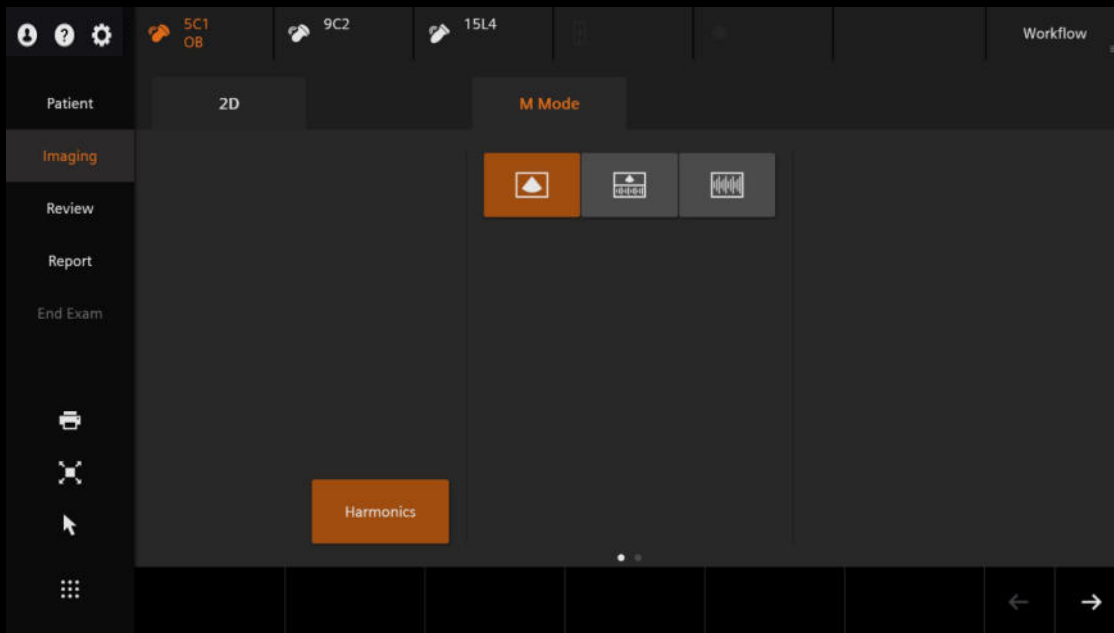 5C1
OB
9C2
15L4
Workflow
Patient
2D
M Mode
Imaging
Review
Report
End Exam
Harmonics